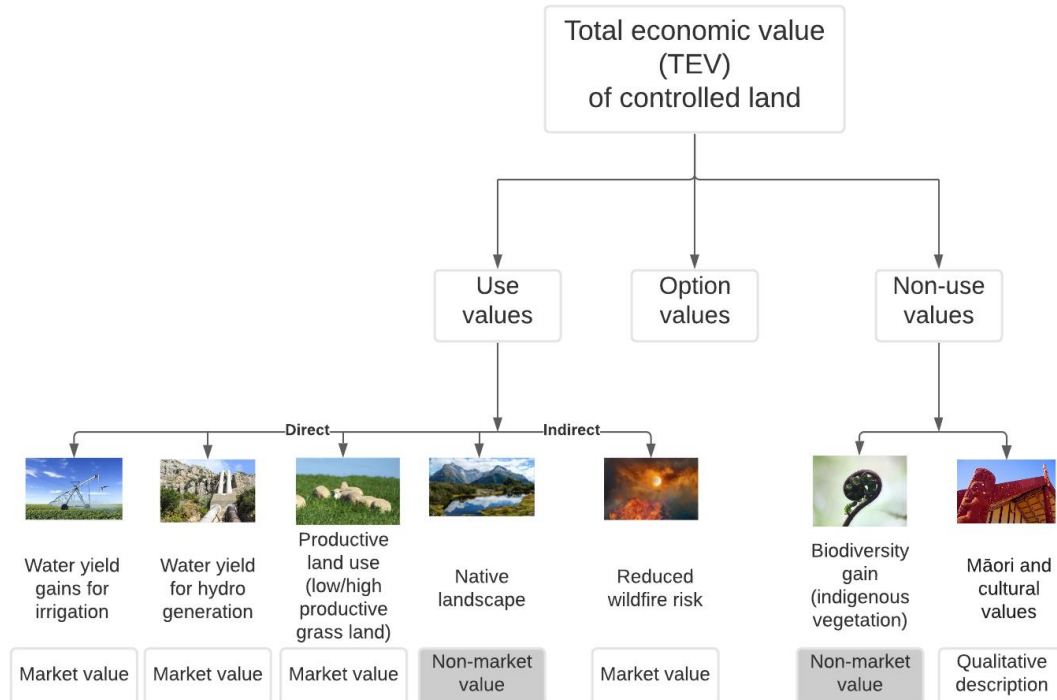 Total economic value
(TEV)
of controlled land
Use
values
Option
values
Non-use
values
Direct
Indirect
Water yield
gains for
irrigation
Water yield
for hydro
generation
Productive
land use
(low/high
productive
grass land)
Native
landscape
Reduced
wildfire risk
Biodiversity
gain
(indigenous
vegetation)
Māori and
cultural
values
Market value
Market value
Market value
Non-market
value
Market value
Non-market
value
Qualitative
description